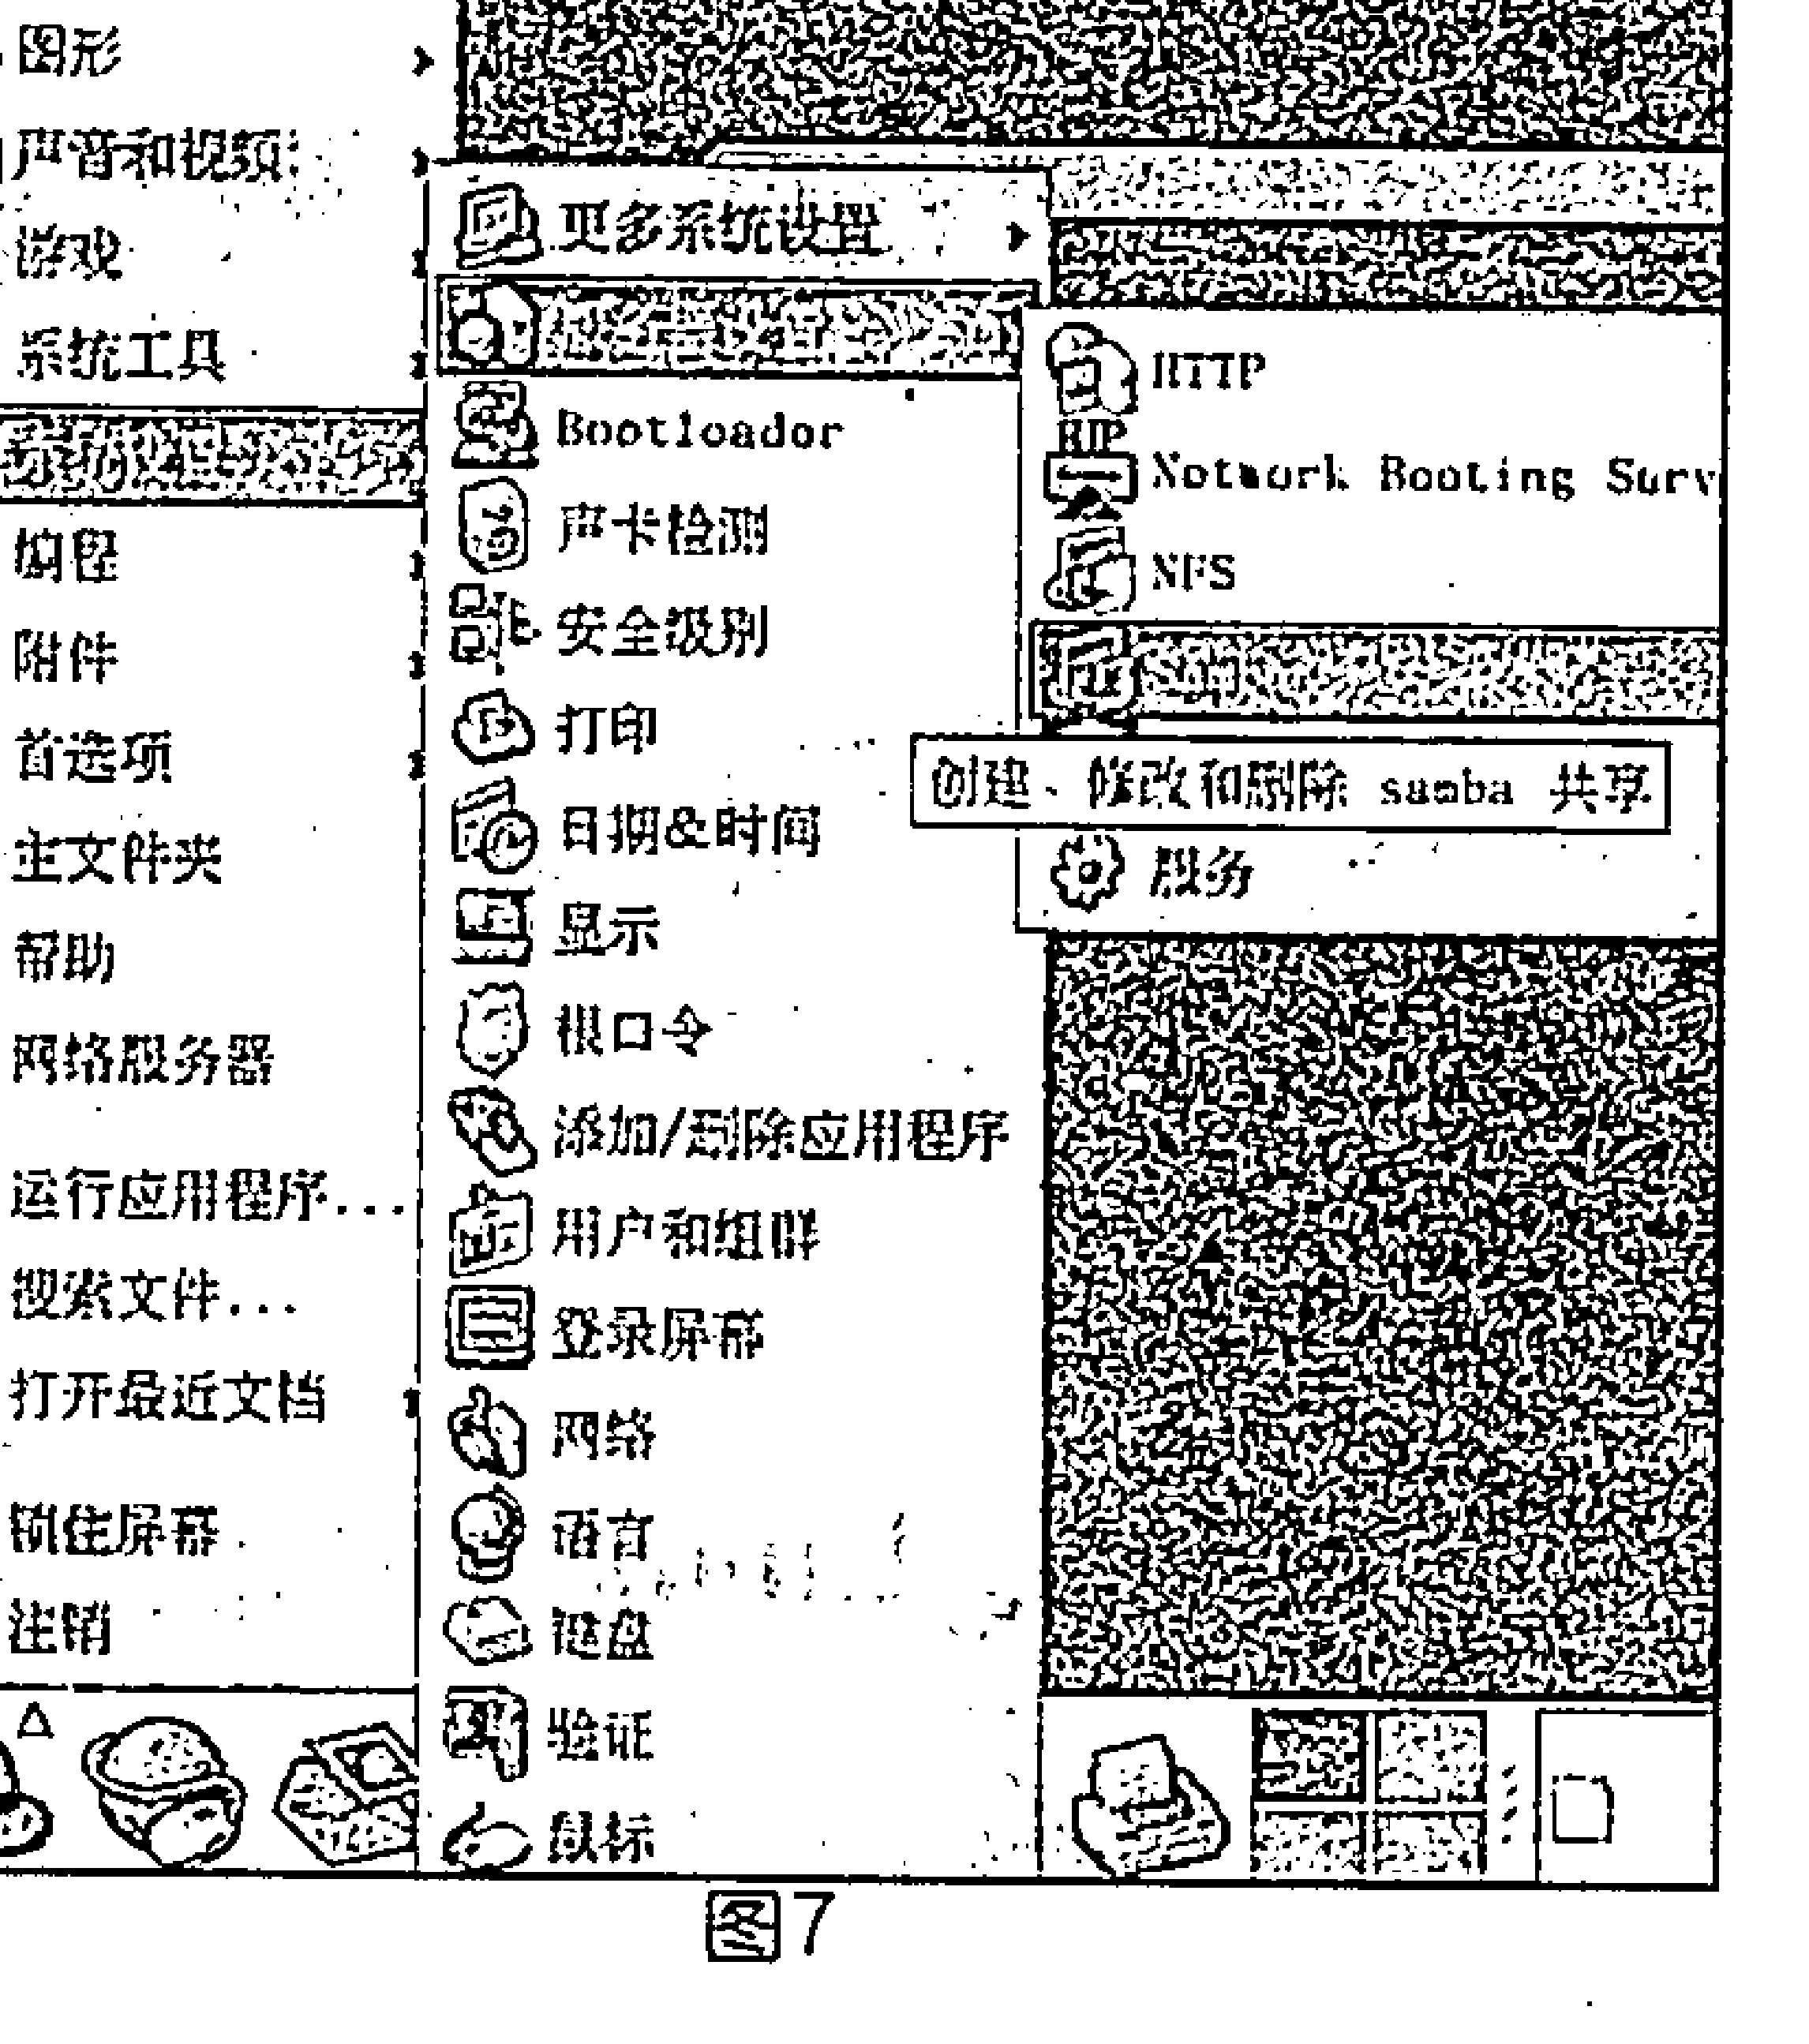 图形
声音和视频
游戏
系统工具
编程
附件
首选项
主文件夹
帮助
网络服务器
运行应用程序...
搜索文件...
打开最近文档
锁住屏幕
注销
更多系统设置
Bootloader
声卡检测
安全级别
打印
日期&时间
显示
根口令
添加/删除应用程序
用户和组群
登录屏幕
网络
语言
键盘
验证
鼠标
HTTP
Network Booting Serv
NFS
创建、修改和删除 samba 共享
服务
图7